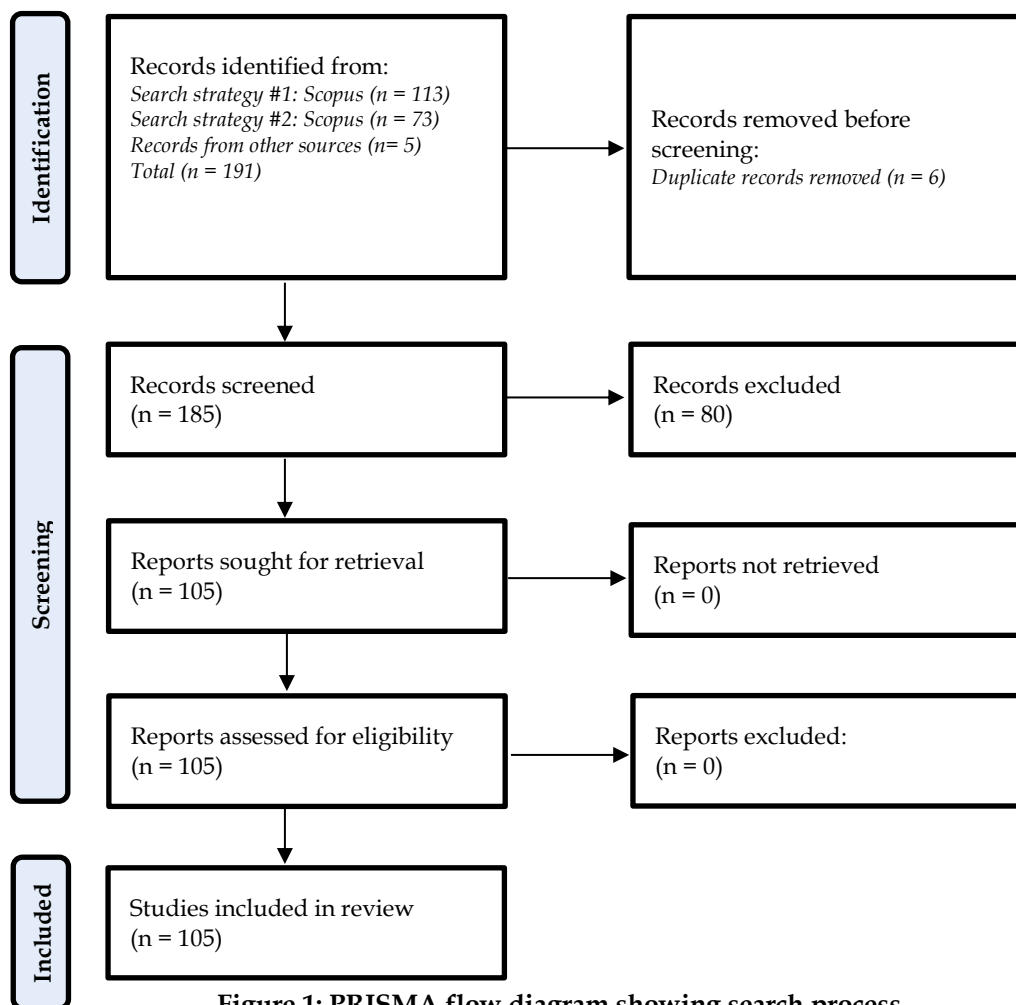 Identification
Records identified from:
Search strategy #1: Scopus (n = 113)
Search strategy #2: Scopus (n = 73)
Records from other sources (n= 5)
Total (n = 191)
Records removed before
screening:
Duplicate records removed (n = 6)
Screening
Records screened
(n = 185)
Records excluded
(n = 80)
Reports sought for retrieval
(n = 105)
Reports not retrieved
(n = 0)
Reports assessed for eligibility
(n = 105)
Reports excluded:
(n = 0)
Included
Studies included in review
(n = 105)
Figure 1: PRISMA flow diagram showing search process